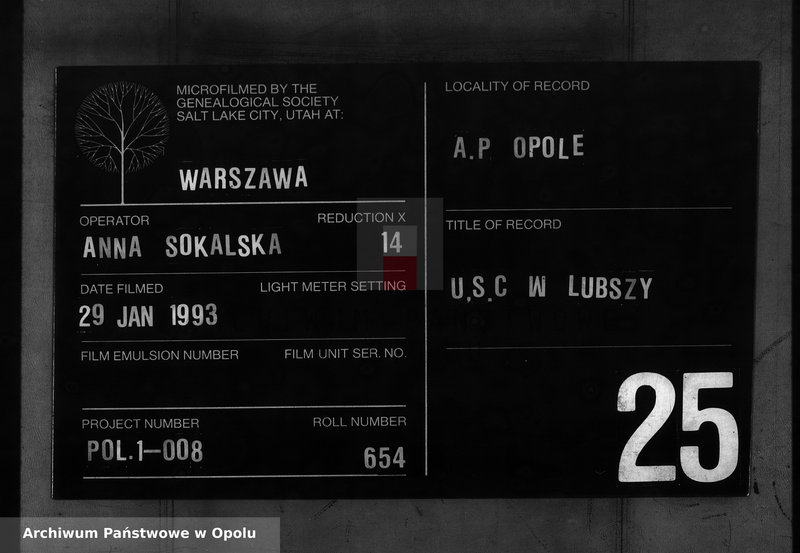 MICROFILMED BY THE
GENEALOGICAL SOCIETY
SALT LAKE CITY, UTAH AT:
WARSZAWA
OPERATOR
REDUCTION X
ANNA SOKALSKA
14
DATE FILMED
LIGHT METER SETTING
29 JAN 1993
FILM EMULSION NUMBER
FILM UNIT SER. NO.
PROJECT NUMBER
ROLL NUMBER
POL.1-008
654
LOCALITY OF RECORD
A.P OPOLE
TITLE OF RECORD
U.S.C W LUBSZY
25
Archiwum Państwowe w Opolu